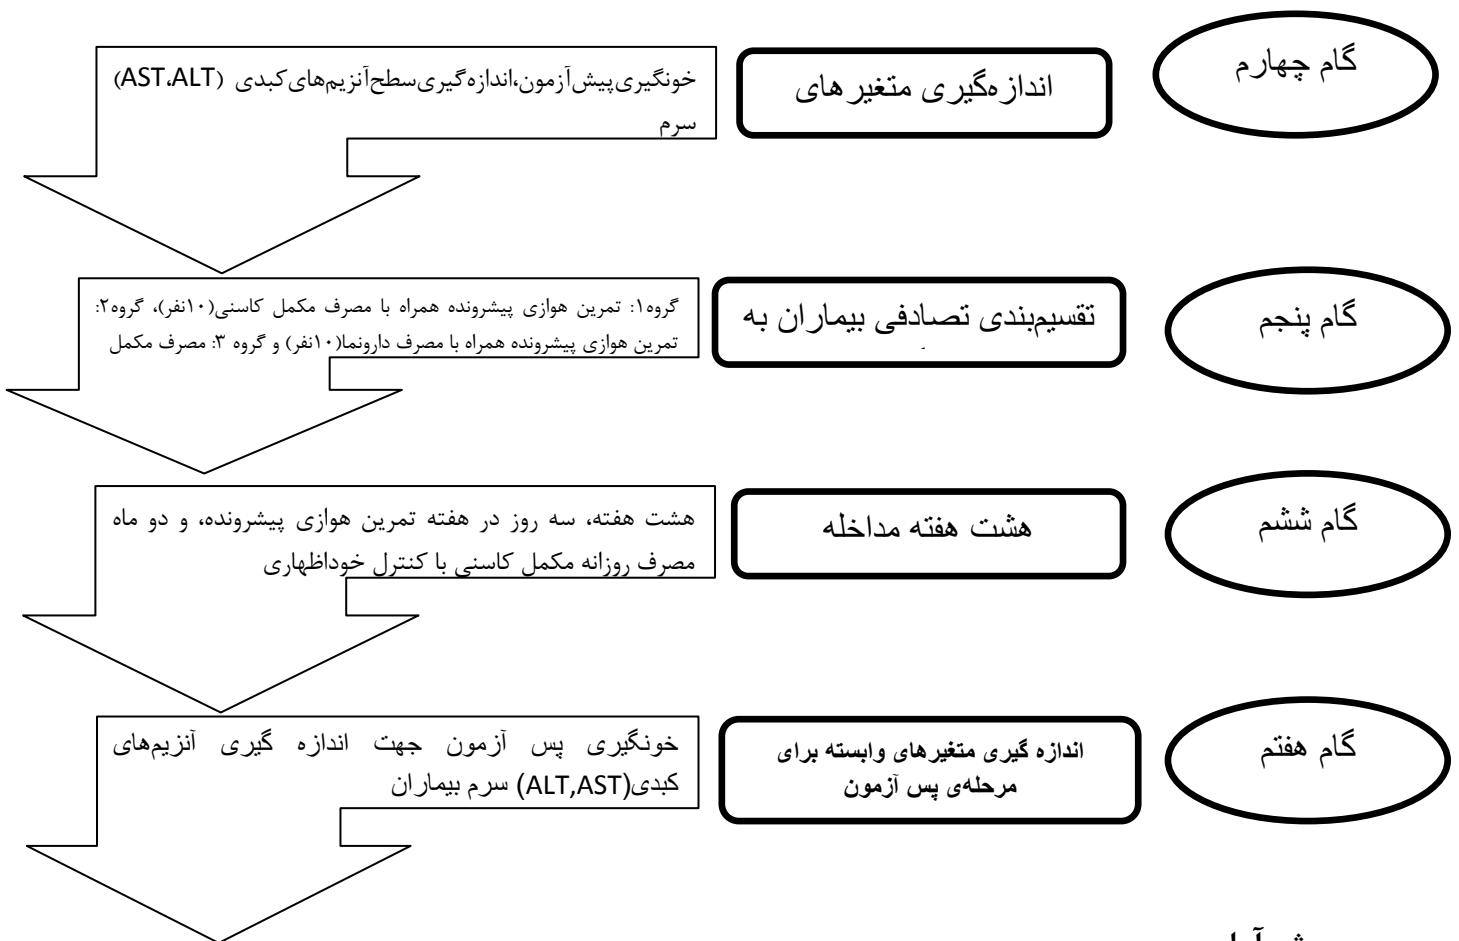 گام چهارم
اندازه‌گیری متغیرهای
خونگیری پیش‌آزمون،اندازه گیری سطح آنزیم‌های کبدی (AST،ALT)
سرم
گام پنجم
تقسیم‌بندی تصادفی بیماران به
گروه۱: تمرین هوازی پیشرونده همراه با مصرف مکمل کاسنی(۱۰نفر)، گروه۲:
تمرین هوازی پیشرونده همراه با مصرف دارونما(۱۰نفر) و گروه ۳: مصرف مکمل
گام ششم
هشت هفته مداخله
هشت هفته، سه روز در هفته تمرین هوازی پیشرونده، و دو ماه
مصرف روزانه مکمل کاسنی با کنترل خوداظهاری
گام هفتم
اندازه گیری متغیرهای وابسته برای
مرحله‌ی پس آزمون
خونگیری پس آزمون جهت اندازه گیری آنزیم‌های
کبدی(ALT,AST) سرم بیماران